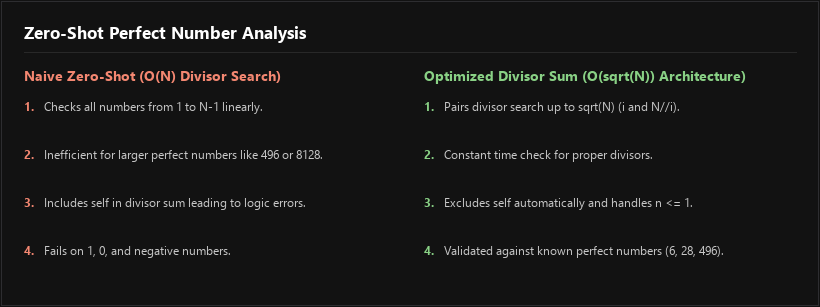 Zero-Shot Perfect Number Analysis
Naive Zero-Shot (O(N) Divisor Search)
1. Checks all numbers from 1 to N-1 linearly.
2. Inefficient for larger perfect numbers like 496 or 8128.
3. Includes self in divisor sum leading to logic errors.
4. Fails on 1, 0, and negative numbers.
Optimized Divisor Sum (O(sqrt(N)) Architecture)
1. Pairs divisor search up to sqrt(N) (i and N//i).
2. Constant time check for proper divisors.
3. Excludes self automatically and handles n <= 1.
4. Validated against known perfect numbers (6, 28, 496).